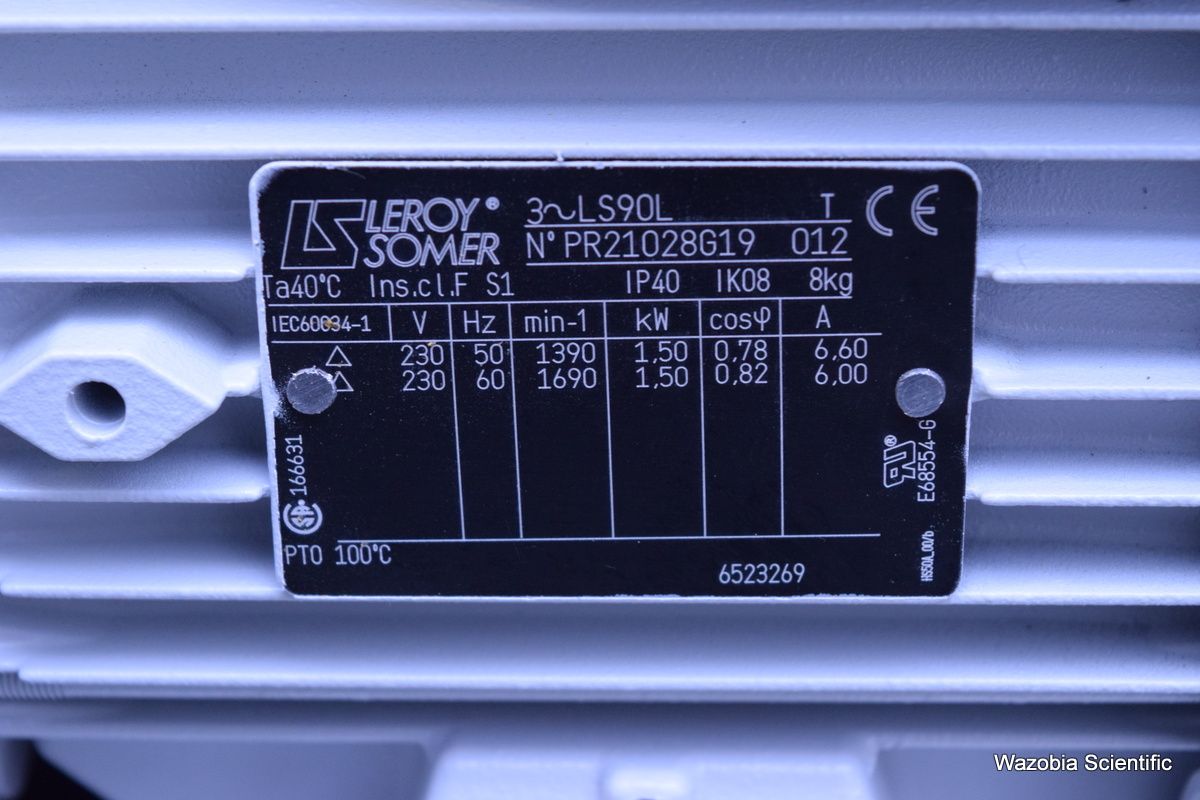 LEROY® SOMER
3~LS90L T CE
N° PR21028G19 012
Ta40°C Ins.cl.F S1 IP40 IK08 8kg
IEC60034-1 V Hz min-1 kW cosφ A
△ 230 50 1390 1,50 0,78 6,60
△ 230 60 1690 1,50 0,82 6,00
166631
E68554-G
PTO 100°C
6523269
Wazobia Scientific